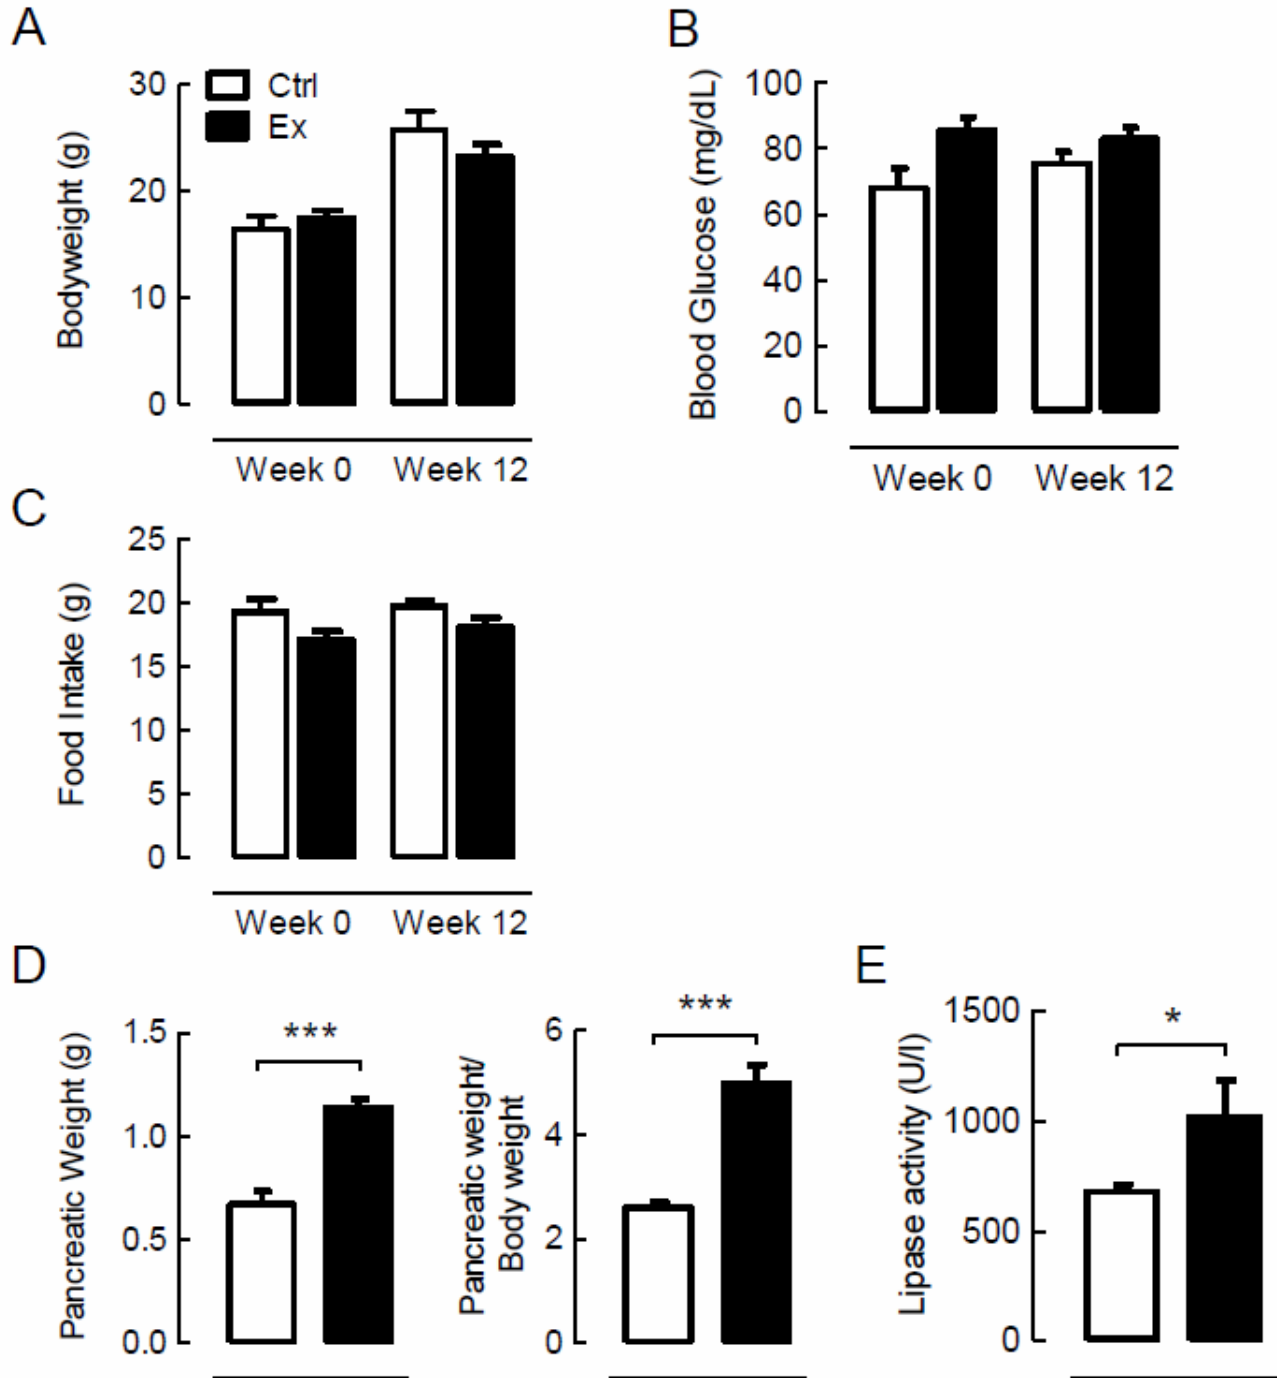 A
Bodyweight (g)
30
20
10
0
Ctrl
Ex
Week 0 Week 12
B
Blood Glucose (mg/dL)
100
80
60
40
20
0
Week 0 Week 12
C
Food Intake (g)
25
20
15
10
5
0
Week 0 Week 12
D
Pancreatic Weight (g)
1.5
1.0
0.5
0.0
***
Pancreatic weight/
Body weight
6
4
2
0
***
E
Lipase activity (U/l)
1500
1000
500
0
*